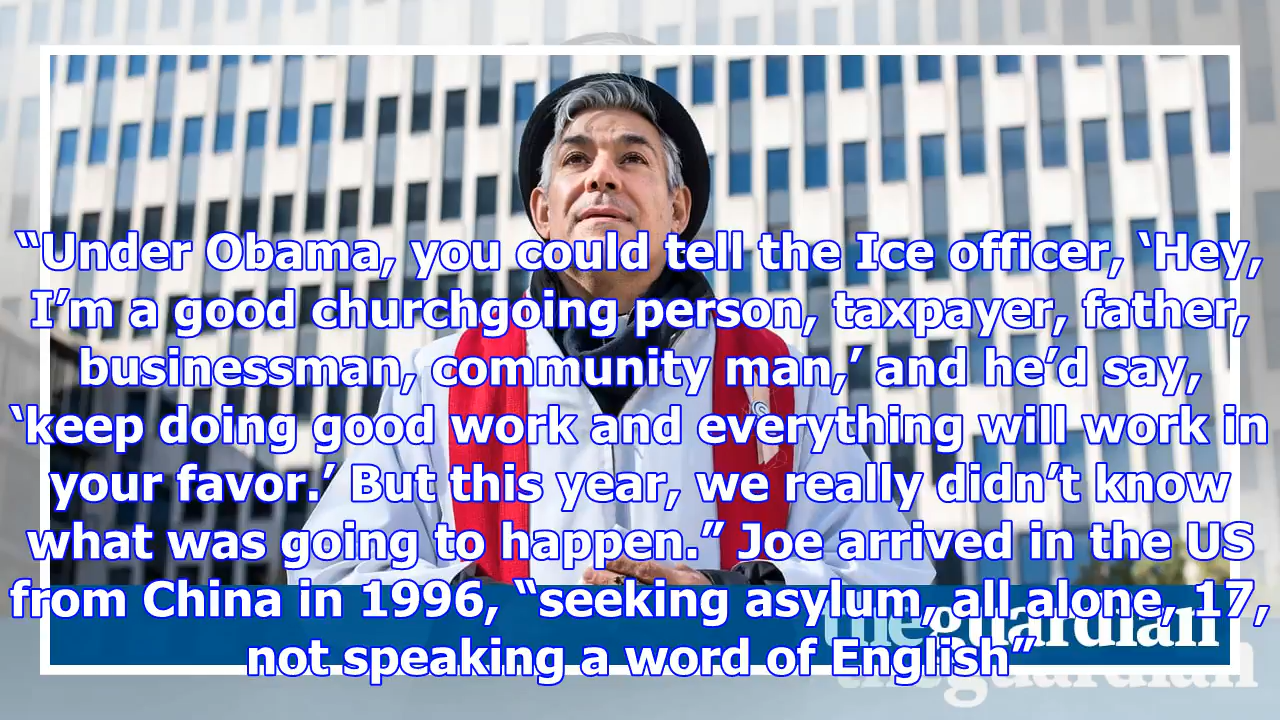 “Under Obama, you could tell the Ice officer, ‘Hey,
I’m a good churchgoing person, taxpayer, father,
businessman, community man,’ and he’d say,
‘keep doing good work and everything will work in
your favor.’ But this year, we really didn’t know
what was going to happen.” Joe arrived in the US
from China in 1996, “seeking asylum, all alone, 17,
not speaking a word of English”
theguardian
theguardian